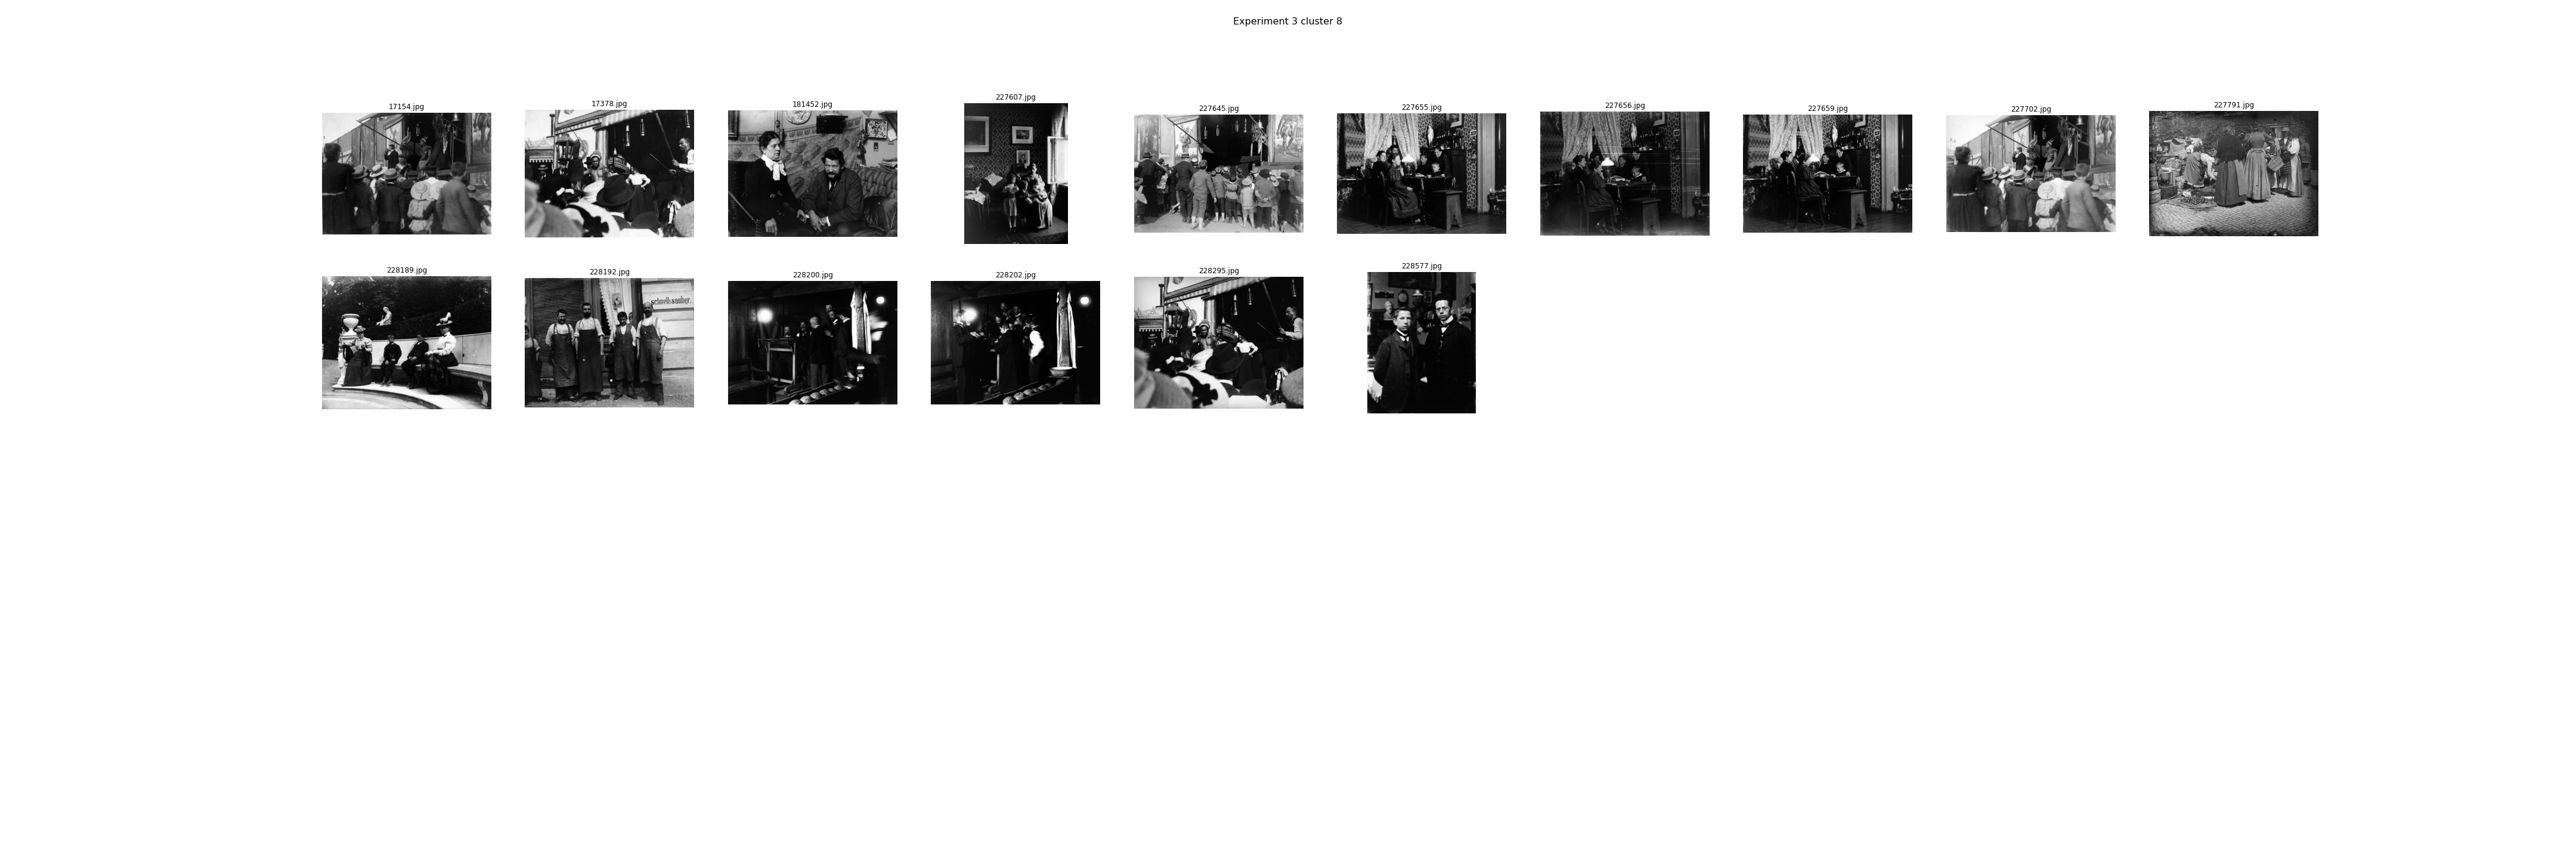 Experiment 3 cluster 8
17154.jpg
17378.jpg
181452.jpg
227607.jpg
227645.jpg
227655.jpg
227656.jpg
227659.jpg
227702.jpg
227791.jpg
228189.jpg
228192.jpg
schnell&sauber.
228200.jpg
228202.jpg
228295.jpg
228577.jpg